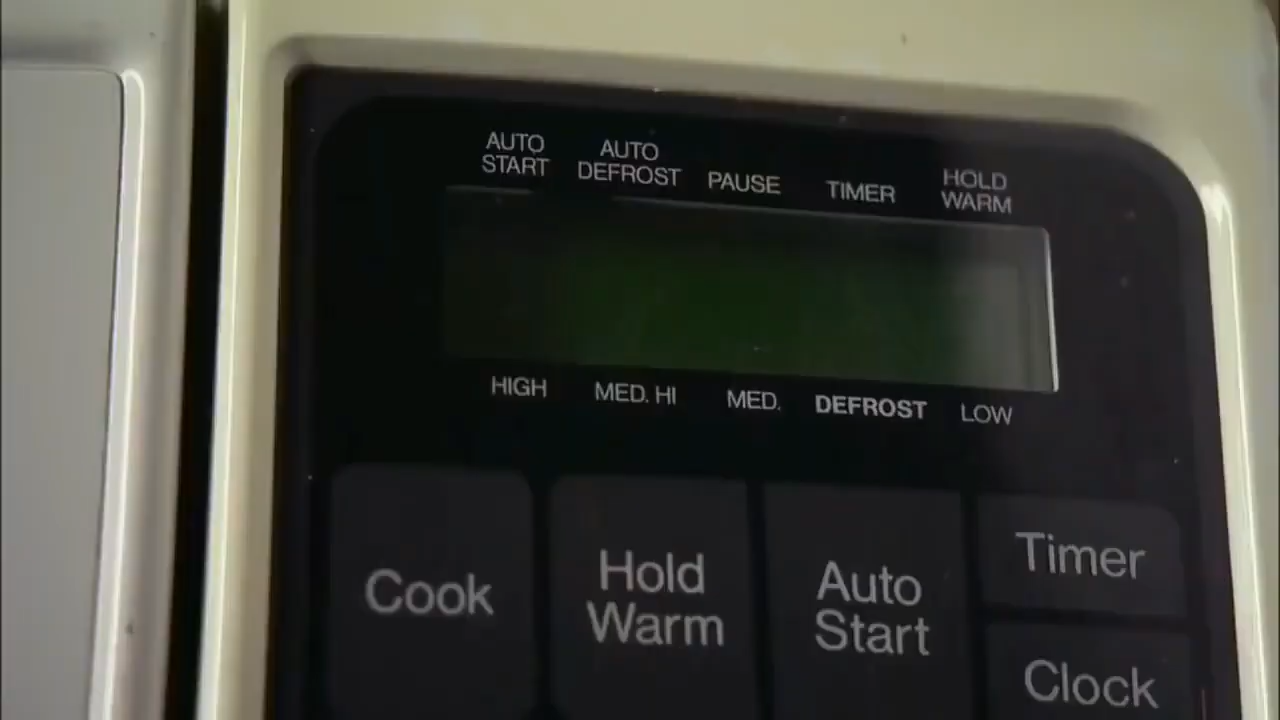 AUTO START
AUTO DEFROST
PAUSE
TIMER
HOLD WARM
HIGH
MED. HI
MED.
DEFROST
LOW
Cook
Hold
Warm
Auto
Start
Timer
Clock